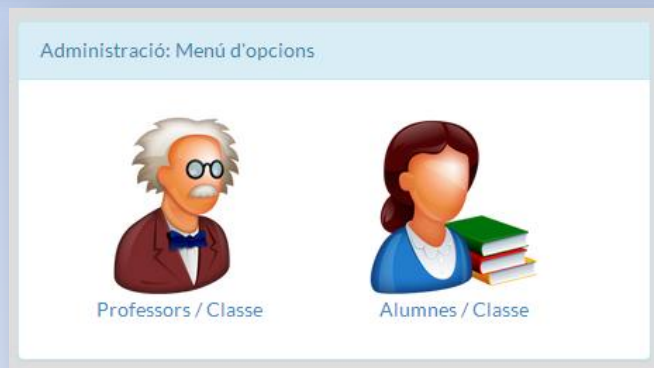 Administració: Menú d'opcions
Professors / Classe
Alumnes / Classe